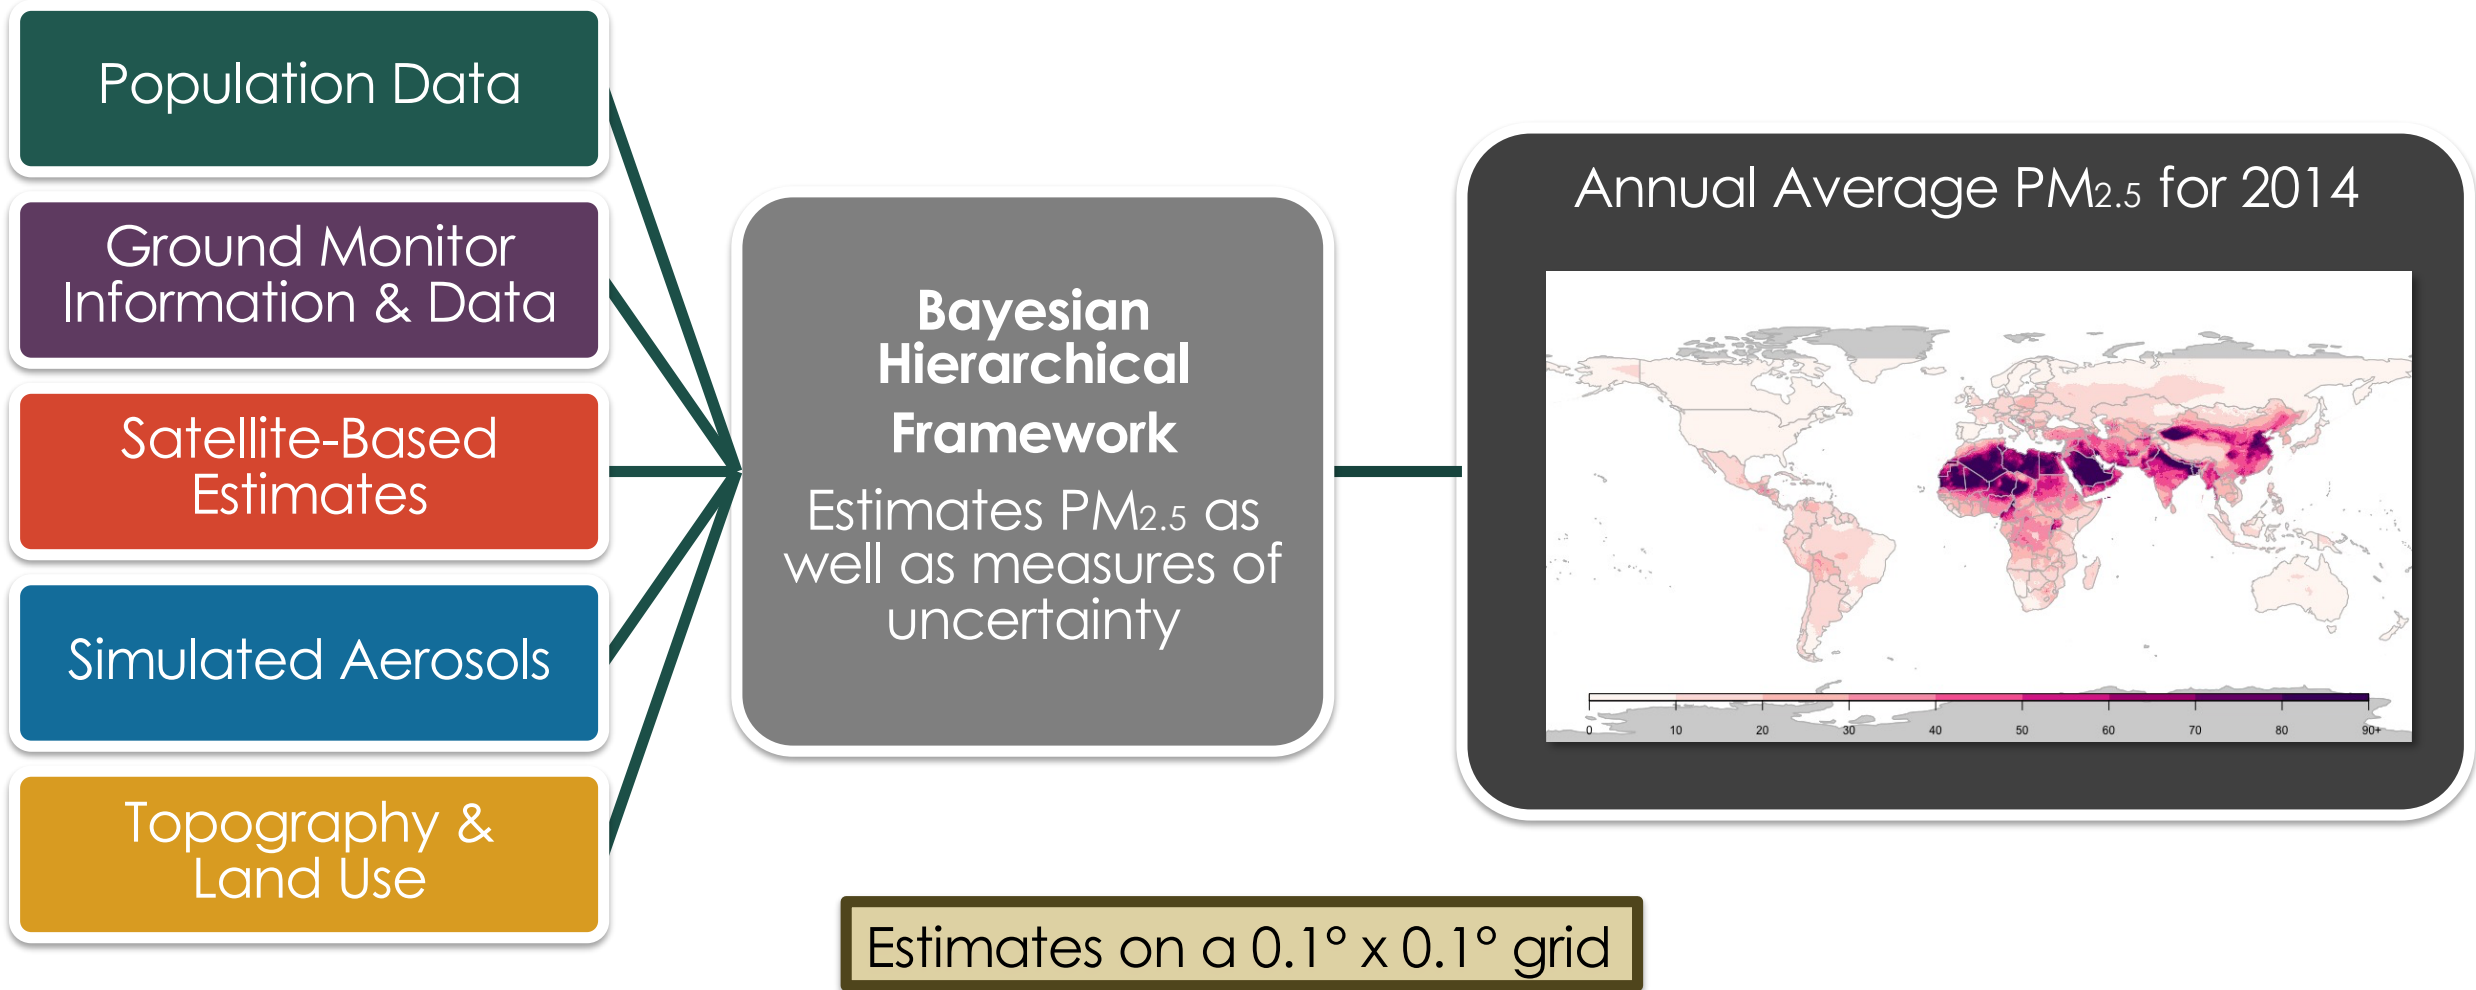 Population Data
Ground Monitor
Information & Data
Satellite-Based
Estimates
Simulated Aerosols
Topography &
Land Use
Bayesian
Hierarchical
Framework
Estimates PM2.5 as
well as measures of
uncertainty
Annual Average PM2.5 for 2014
0 10 20 30 40 50 60 70 80 90+
Estimates on a 0.1° x 0.1° grid